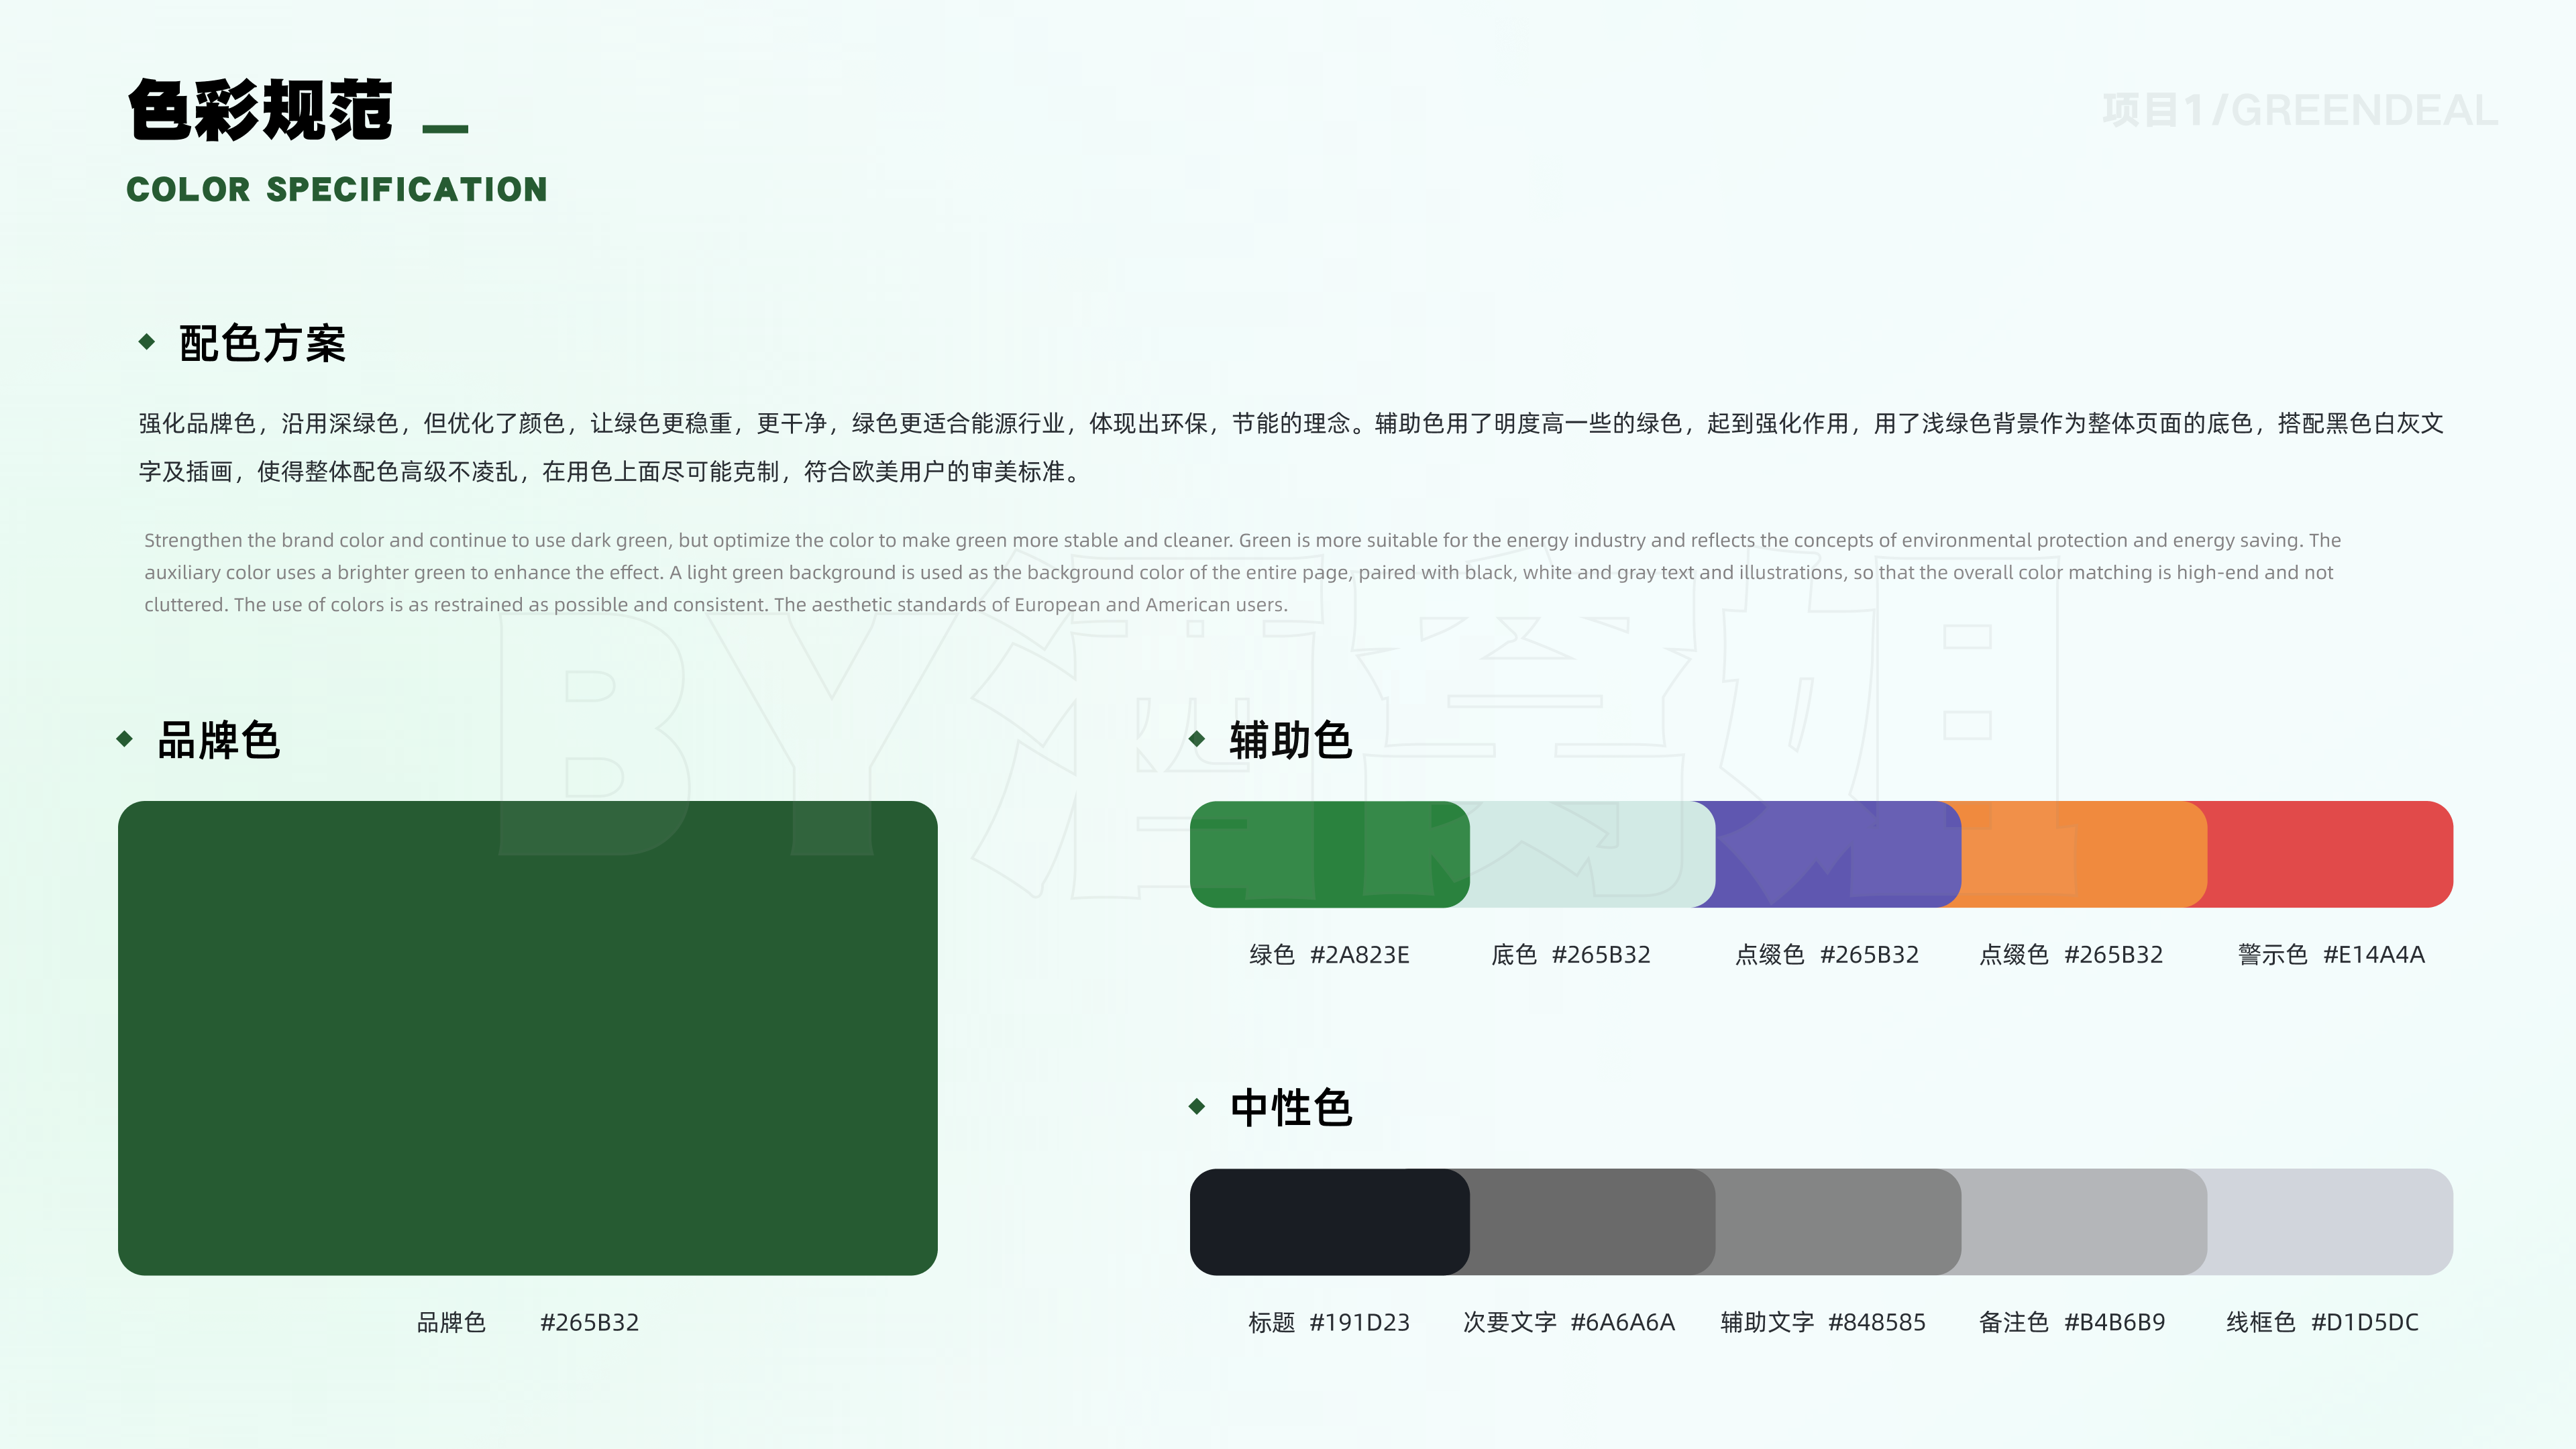 色彩规范
项目1/GREENDEAL
COLOR SPECIFICATION
配色方案
强化品牌色，沿用深绿色，但优化了颜色，让绿色更稳重，更干净，绿色更适合能源行业，体现出环保，节能的理念。辅助色用了明度高一些的绿色，起到强化作用，用了浅绿色背景作为整体页面的底色，搭配黑色白灰文
字及插画，使得整体配色高级不凌乱，在用色上面尽可能克制，符合欧美用户的审美标准。
Strengthen the brand color and continue to use dark green, but optimize the color to make green more stable and cleaner. Green is more suitable for the energy industry and reflects the concepts of environmental protection and energy saving. The
auxiliary color uses a brighter green to enhance the effect. A light green background is used as the background color of the entire page, paired with black, white and gray text and illustrations, so that the overall color matching is high-end and not
cluttered. The use of colors is as restrained as possible and consistent. The aesthetic standards of European and American users.
BY酒窝姐
品牌色
品牌色 #265B32
辅助色
绿色 #2A823E
底色 #265B32
点缀色 #265B32
点缀色 #265B32
警示色 #E14A4A
中性色
标题 #191D23
次要文字 #6A6A6A
辅助文字 #848585
备注色 #B4B6B9
线框色 #D1D5DC